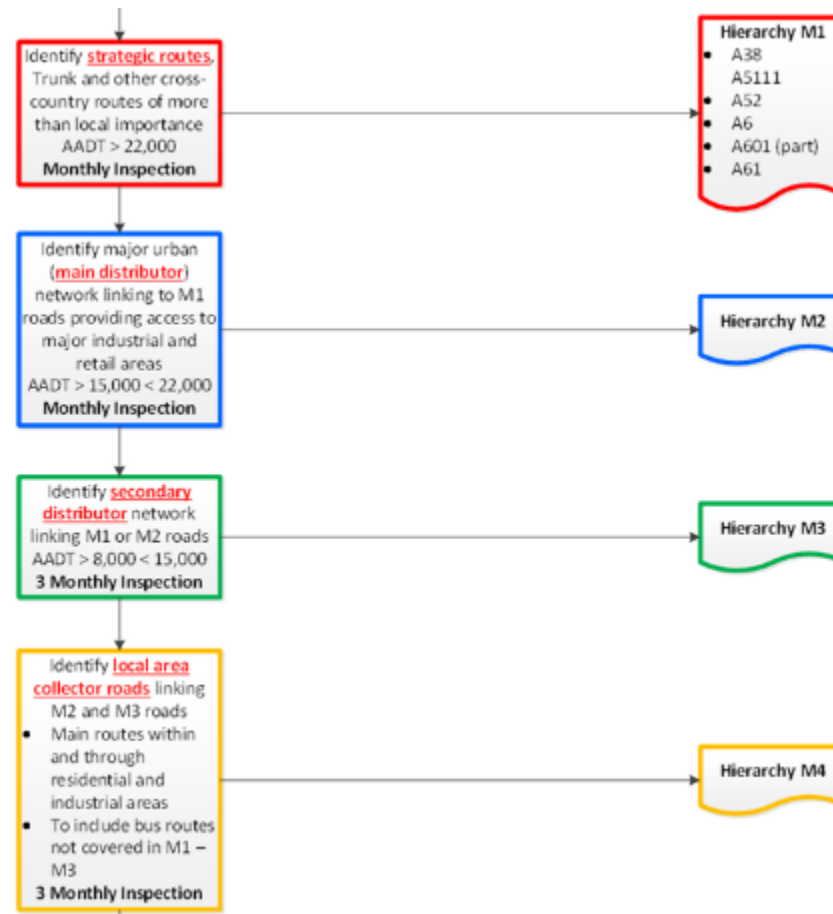 Identify strategic routes,
Trunk and other cross-
country routes of more
than local importance
AADT > 22,000
Monthly Inspection
Hierarchy M1
• A38
A5111
• A52
• A6
• A601 (part)
• A61
Identify major urban
(main distributor)
network linking to M1
roads providing access to
major industrial and
retail areas
AADT > 15,000 < 22,000
Monthly Inspection
Hierarchy M2
Identify secondary
distributor network
linking M1 or M2 roads
AADT > 8,000 < 15,000
3 Monthly Inspection
Hierarchy M3
Identify local area
collector roads linking
M2 and M3 roads
• Main routes within
and through
residential and
industrial areas
• To include bus routes
not covered in M1 –
M3
3 Monthly Inspection
Hierarchy M4